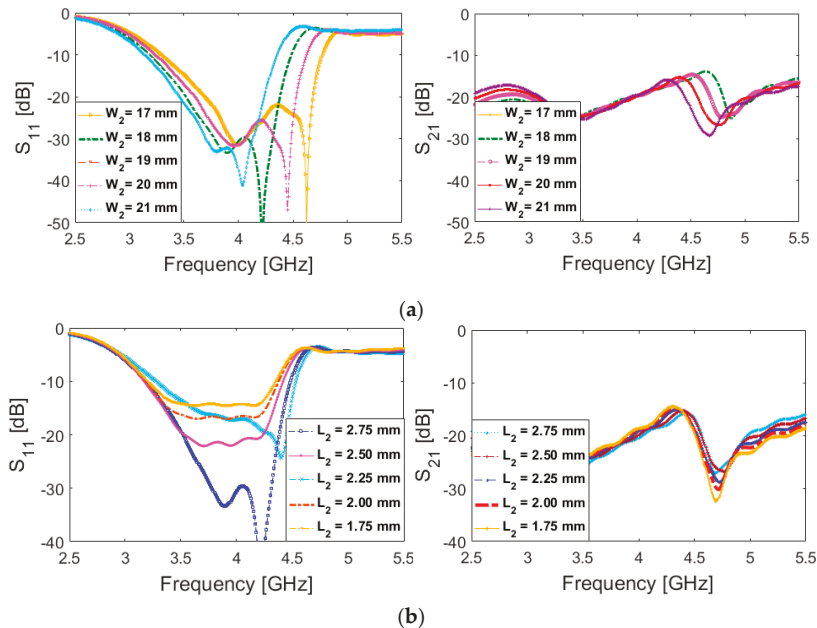 0
-10
-20
-30
-40
-50
S11 [dB]
W2 = 17 mm
W2 = 18 mm
W2 = 19 mm
W2 = 20 mm
W2 = 21 mm
2.5 3 3.5 4 4.5 5 5.5
Frequency [GHz]
0
-10
-20
-30
-40
-50
S21 [dB]
W2 = 17 mm
W2 = 18 mm
W2 = 19 mm
W2 = 20 mm
W2 = 21 mm
2.5 3 3.5 4 4.5 5 5.5
Frequency [GHz]
(a)
0
-10
-20
-30
-40
S11 [dB]
L2 = 2.75 mm
L2 = 2.50 mm
L2 = 2.25 mm
L2 = 2.00 mm
L2 = 1.75 mm
2.5 3 3.5 4 4.5 5 5.5
Frequency [GHz]
0
-10
-20
-30
-40
S21 [dB]
L2 = 2.75 mm
L2 = 2.50 mm
L2 = 2.25 mm
L2 = 2.00 mm
L2 = 1.75 mm
2.5 3 3.5 4 4.5 5 5.5
Frequency [GHz]
(b)